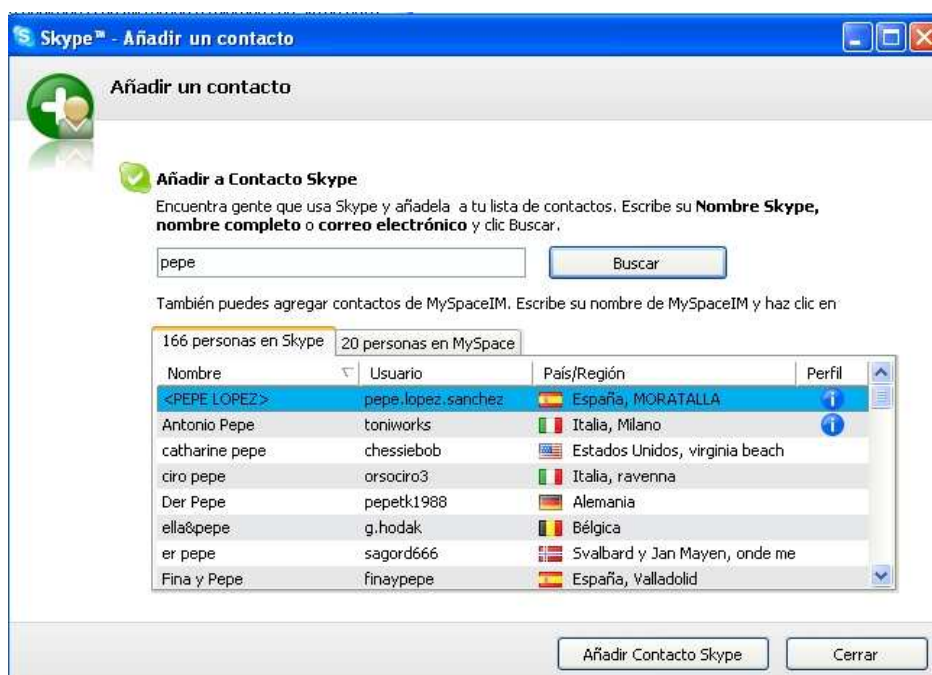 Skype™ - Añadir un contacto
Añadir un contacto
Añadir a Contacto Skype
Encuentra gente que usa Skype y añadela a tu lista de contactos. Escribe su Nombre Skype,
nombre completo o correo electrónico y clic Buscar.
pepe Buscar
También puedes agregar contactos de MySpaceIM. Escribe su nombre de MySpaceIM y haz clic en
166 personas en Skype 20 personas en MySpace
Nombre Usuario País/Región Perfil
<PEPE LOPEZ> pepe.lopez.sanchez España, MORATALLA
Antonio Pepe toniworks Italia, Milano
catharine pepe chessiebob Estados Unidos, virginia beach
ciro pepe orsociro3 Italia, ravenna
Der Pepe pepetk1988 Alemania
ella&pepe g.hodak Bélgica
er pepe sagord666 Svalbard y Jan Mayen, onde me
Fina y Pepe finaypepe España, Valladolid
Añadir Contacto Skype Cerrar